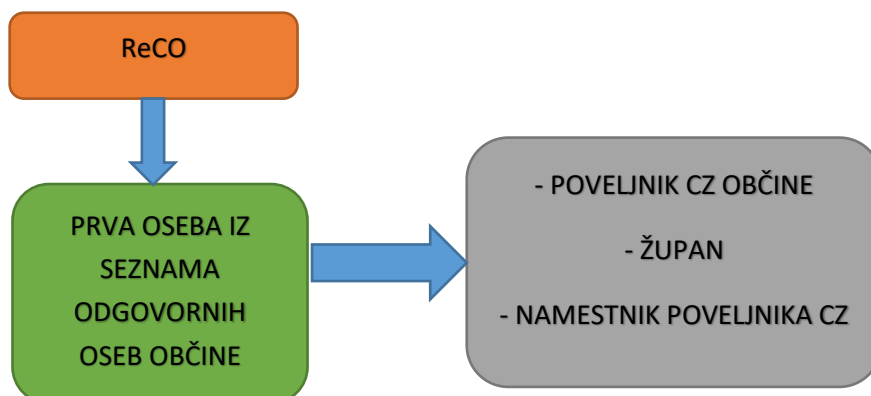 ReCO
PRVA OSEBA IZ
SEZNAMA
ODGOVORNIH
OSEB OBČINE
- POVELJNIK CZ OBČINE
- ŽUPAN
- NAMESTNIK POVELJNIKA CZ